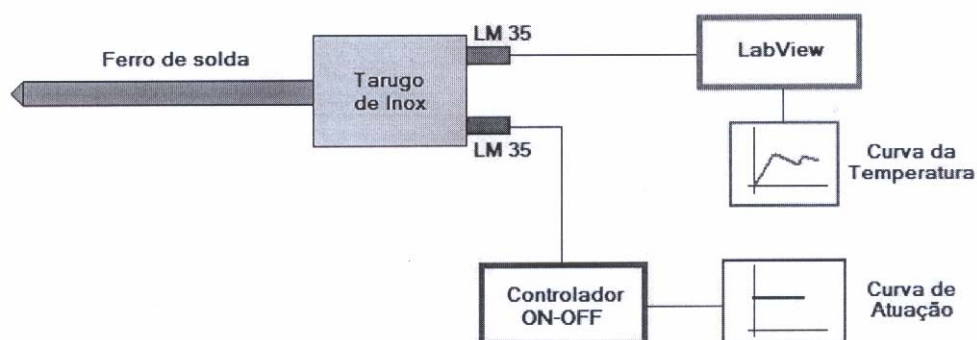 LM 35
LabView
Ferro de solda
Tarugo
de Inox
LM 35
Curva da
Temperatura
Controlador
ON-OFF
Curva de
Atuação